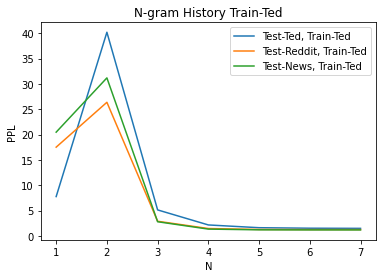 N-gram History Train-Ted
Test-Ted, Train-Ted
Test-Reddit, Train-Ted
Test-News, Train-Ted
PPL
40
35
30
25
20
15
10
5
0
1 2 3 4 5 6 7
N